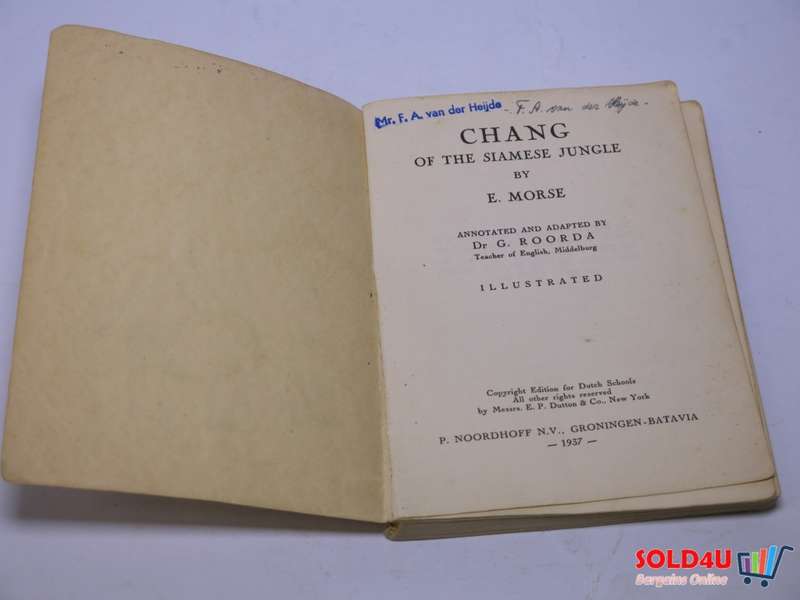 Mr. F. A. van der Heijde - F. A. van der Heijde -
CHANG
OF THE SIAMESE JUNGLE
BY
E. MORSE
ANNOTATED AND ADAPTED BY
Dr G. ROORDA
Teacher of English, Middelburg
ILLUSTRATED
Copyright Edition for Dutch Schools
All other rights reserved
by Messrs. E. P. Dutton & Co., New York
P. NOORDHOFF N.V., GRONINGEN-BATAVIA
— 1937 —
SOLD4U
Bargains Online